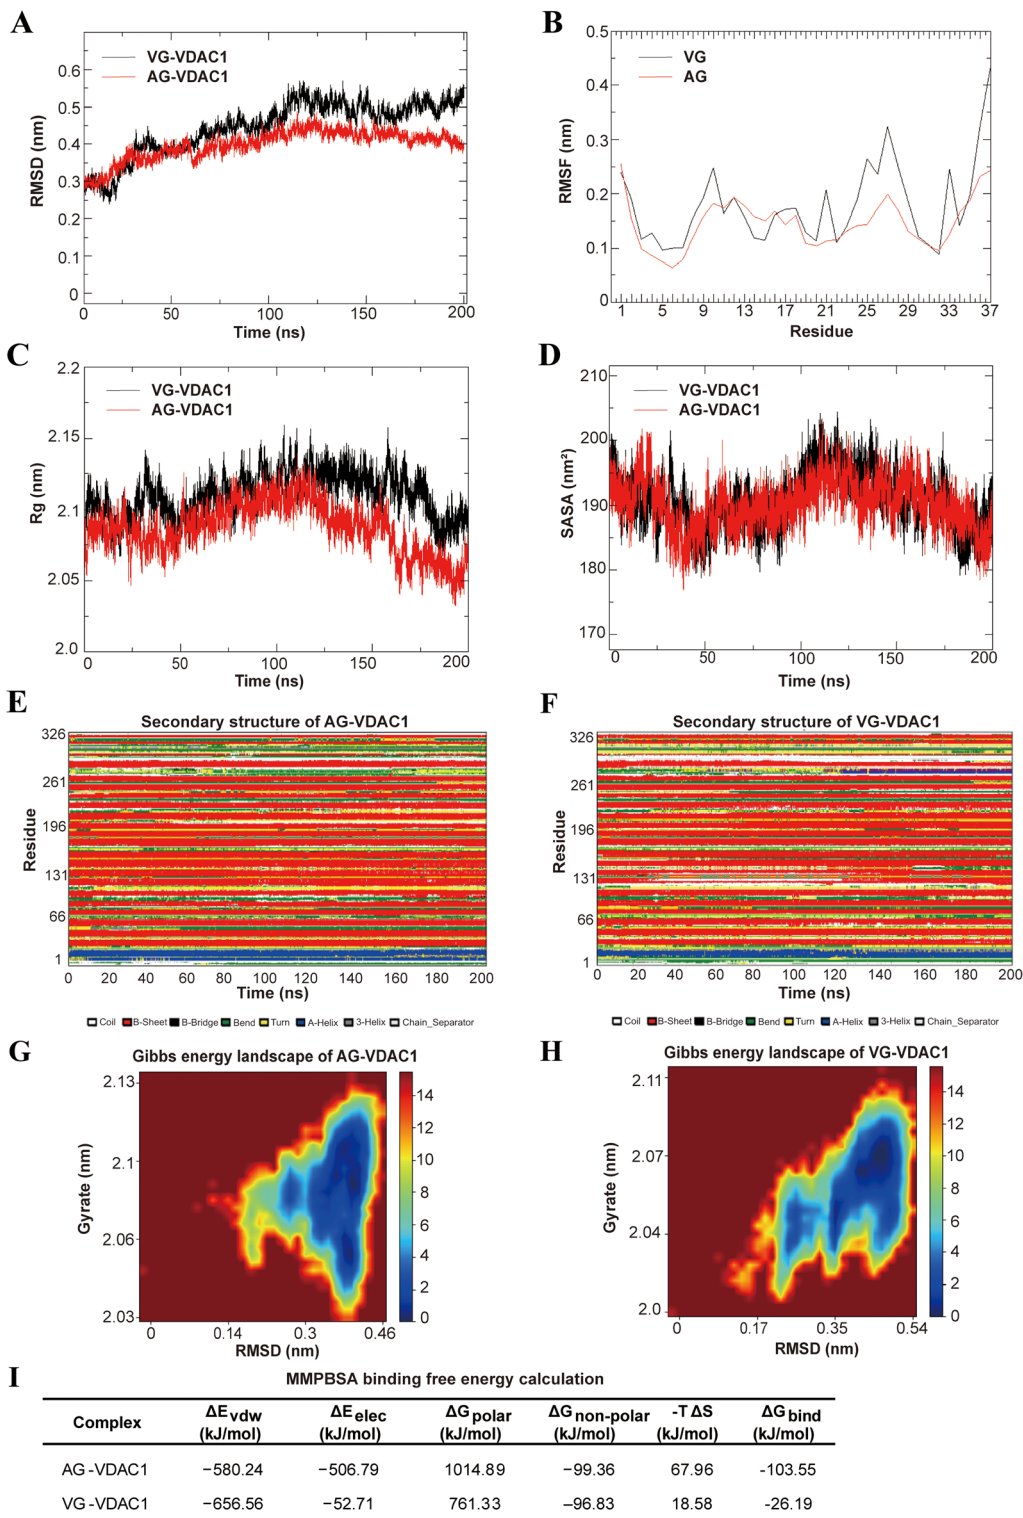 A
VG-VDAC1
AG-VDAC1
0.6
0.5
0.4
0.3
0.2
0.1
0
RMSD (nm)
0 50 100 150 200
Time (ns)
B
VG
AG
0.5
0.4
0.3
0.2
0.1
0
RMSF (nm)
1 5 9 13 17 21 25 29 33 37
Residue
C
VG-VDAC1
AG-VDAC1
2.2
2.15
2.1
2.05
2.0
Rg (nm)
0 50 100 150 200
Time (ns)
D
VG-VDAC1
AG-VDAC1
210
200
190
180
170
SASA (nm²)
0 50 100 150 200
Time (ns)
E
Secondary structure of AG-VDAC1
326
261
196
131
66
1
Residue
0 20 40 60 80 100 120 140 160 180 200
Time (ns)
Coil B-Sheet B-Bridge Bend Turn A-Helix 3-Helix Chain_Separator
F
Secondary structure of VG-VDAC1
326
261
196
131
66
1
Residue
0 20 40 60 80 100 120 140 160 180 200
Time (ns)
Coil B-Sheet B-Bridge Bend Turn A-Helix 3-Helix Chain_Separator
G
Gibbs energy landscape of AG-VDAC1
2.13
2.1
2.06
2.03
Gyrate (nm)
0 0.14 0.3 0.46
RMSD (nm)
14
12
10
8
6
4
2
0
H
Gibbs energy landscape of VG-VDAC1
2.11
2.07
2.04
2.0
Gyrate (nm)
0 0.17 0.35 0.54
RMSD (nm)
14
12
10
8
6
4
2
0
I
MMPBSA binding free energy calculation
Complex ΔEvdw (kJ/mol) ΔEelec (kJ/mol) ΔGpolar (kJ/mol) ΔGnon-polar (kJ/mol) -TΔS (kJ/mol) ΔGbind (kJ/mol)
AG-VDAC1 −580.24 −506.79 1014.89 −99.36 67.96 -103.55
VG-VDAC1 −656.56 −52.71 761.33 −96.83 18.58 -26.19